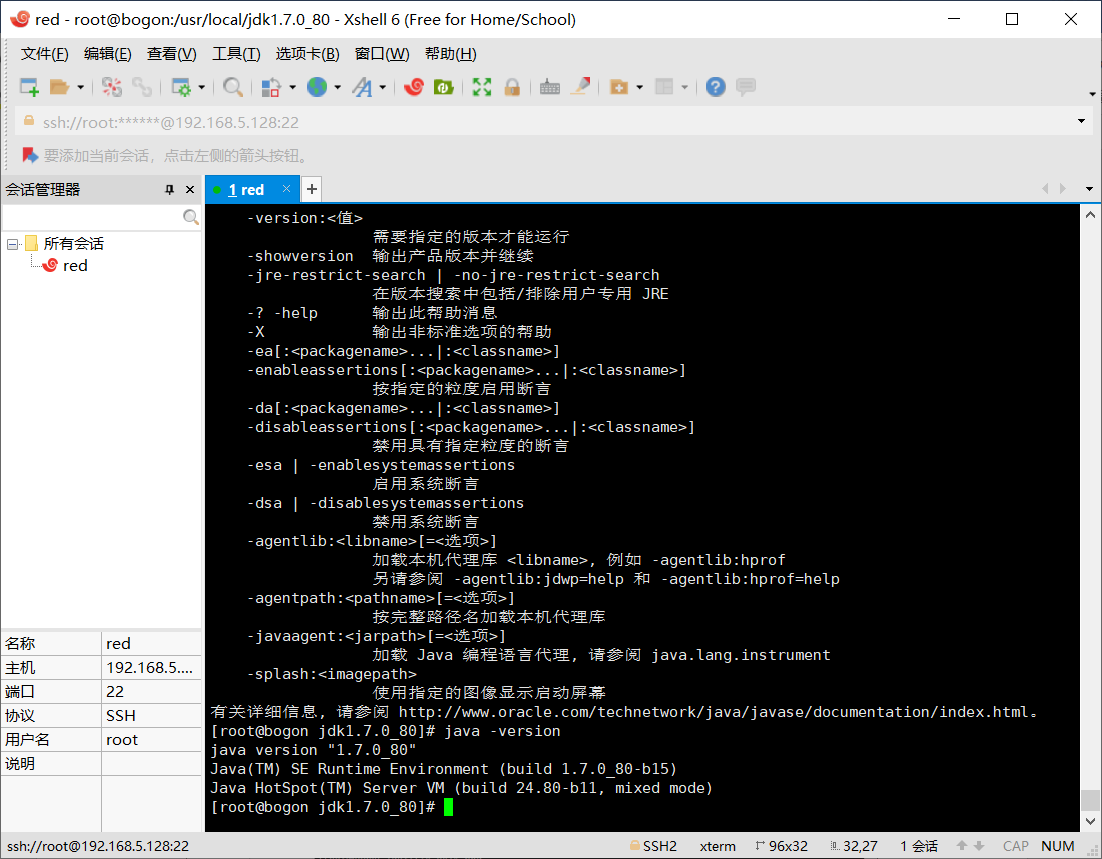 red - root@bogon:/usr/local/jdk1.7.0_80 - Xshell 6 (Free for Home/School)
文件(F) 编辑(E) 查看(V) 工具(T) 选项卡(B) 窗口(W) 帮助(H)
ssh://root:******@192.168.5.128:22
要添加当前会话，点击左侧的箭头按钮。
会话管理器
1 red
所有会话
red
名称 red
主机 192.168.5....
端口 22
协议 SSH
用户名 root
说明
-version:<值>
需要指定的版本才能运行
-showversion 输出产品版本并继续
-jre-restrict-search | -no-jre-restrict-search
在版本搜索中包括/排除用户专用 JRE
-? -help 输出此帮助消息
-X 输出非标准选项的帮助
-ea[:<packagename>...|:<classname>]
-enableassertions[:<packagename>...|:<classname>]
按指定的粒度启用断言
-da[:<packagename>...|:<classname>]
-disableassertions[:<packagename>...|:<classname>]
禁用具有指定粒度的断言
-esa | -enablesystemassertions
启用系统断言
-dsa | -disablesystemassertions
禁用系统断言
-agentlib:<libname>[=<选项>]
加载本机代理库 <libname>, 例如 -agentlib:hprof
另请参阅 -agentlib:jdwp=help 和 -agentlib:hprof=help
-agentpath:<pathname>[=<选项>]
按完整路径名加载本机代理库
-javaagent:<jarpath>[=<选项>]
加载 Java 编程语言代理, 请参阅 java.lang.instrument
-splash:<imagepath>
使用指定的图像显示启动屏幕
有关详细信息, 请参阅 http://www.oracle.com/technetwork/java/javase/documentation/index.html。
[root@bogon jdk1.7.0_80]# java -version
java version "1.7.0_80"
Java(TM) SE Runtime Environment (build 1.7.0_80-b15)
Java HotSpot(TM) Server VM (build 24.80-b11, mixed mode)
[root@bogon jdk1.7.0_80]#
ssh://root@192.168.5.128:22 SSH2 xterm 96x32 32,27 1 会话 CAP NUM